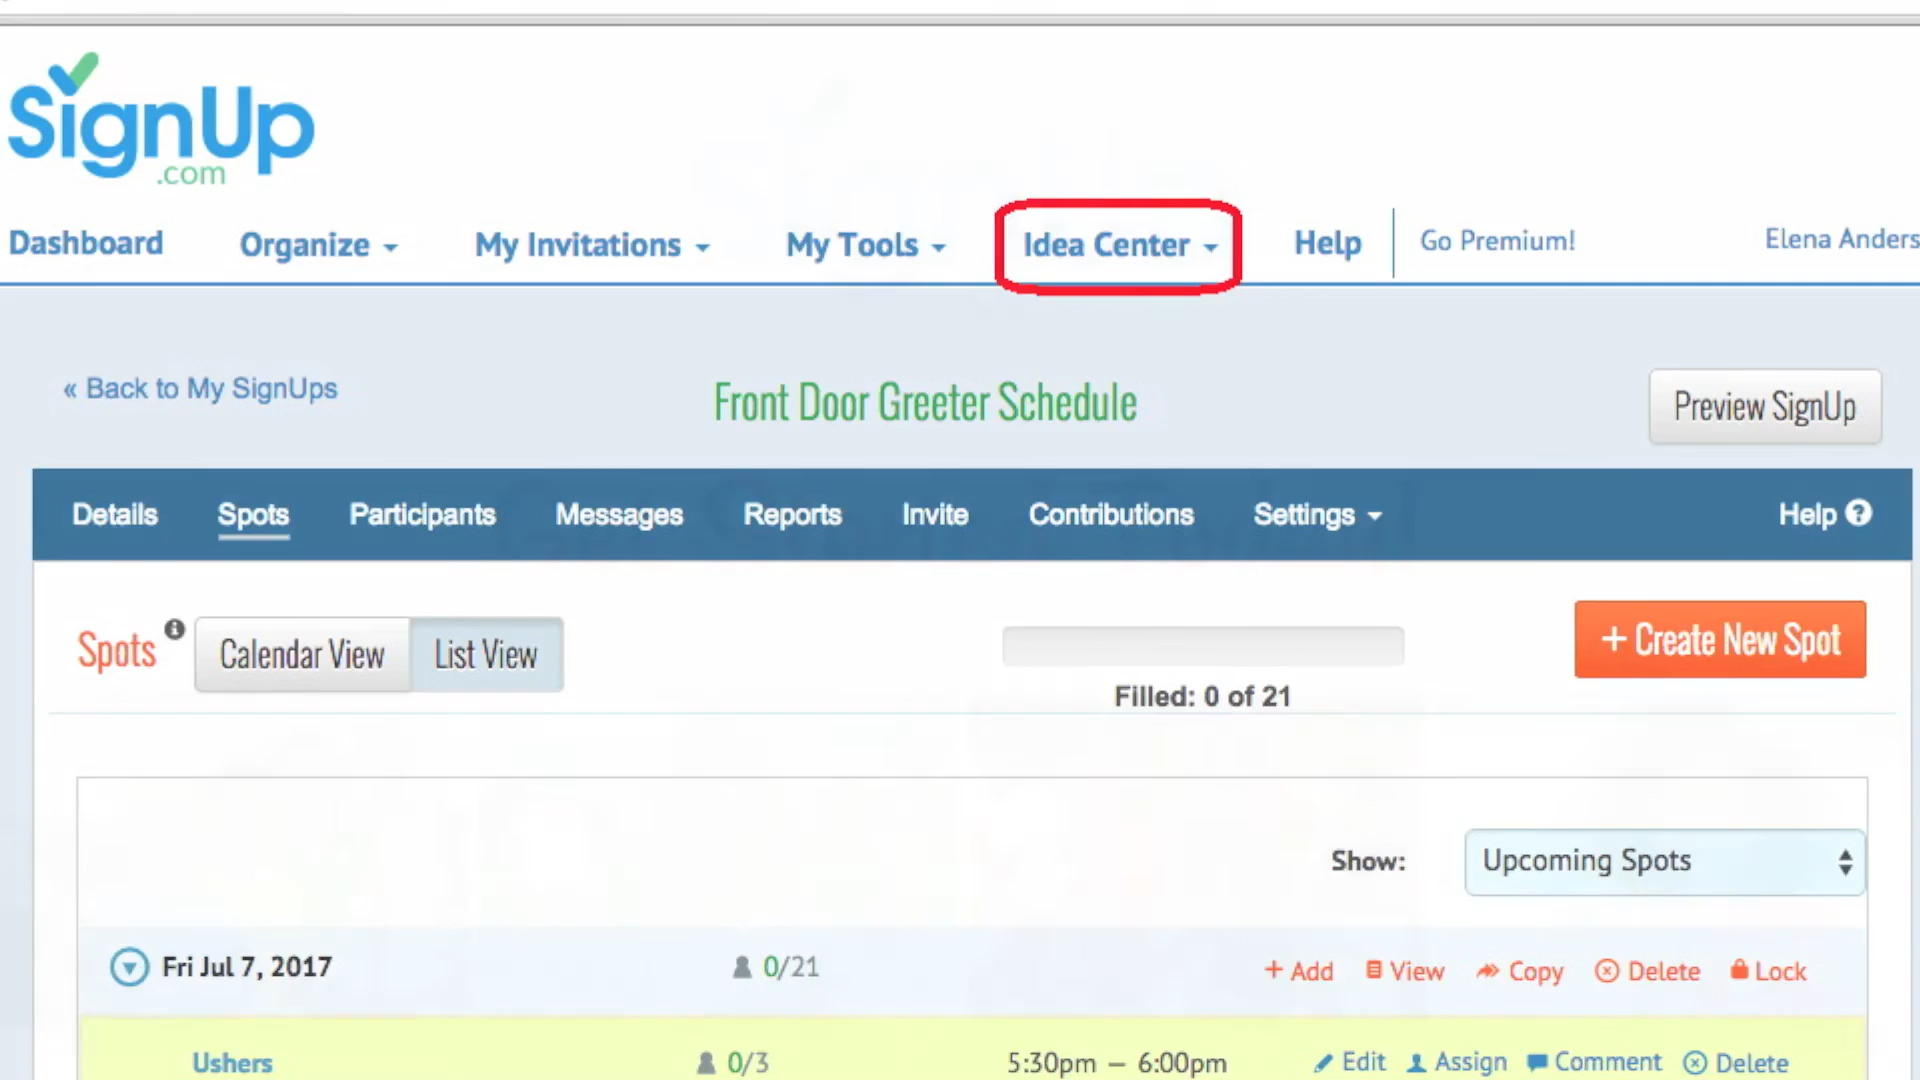 SignUp
.com
Dashboard Organize My Invitations My Tools Idea Center Help Go Premium! Elena Anders
« Back to My SignUps Front Door Greeter Schedule Preview SignUp
Details Spots Participants Messages Reports Invite Contributions Settings Help
Spots Calendar View List View + Create New Spot
Filled: 0 of 21
Show: Upcoming Spots
Fri Jul 7, 2017 0/21 + Add View Copy Delete Lock
Ushers 0/3 5:30pm – 6:00pm Edit Assign Comment Delete